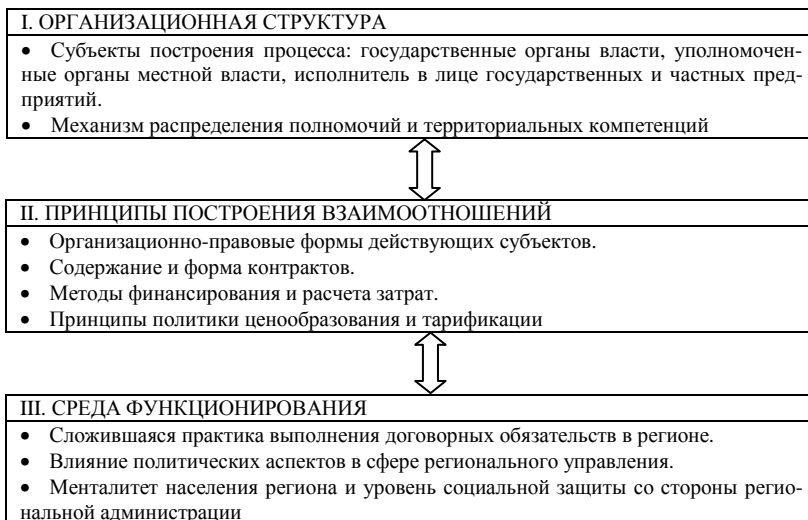 I. ОРГАНИЗАЦИОННАЯ СТРУКТУРА
• Субъекты построения процесса: государственные органы власти, уполномочен-
ные органы местной власти, исполнитель в лице государственных и частных пред-
приятий.
• Механизм распределения полномочий и территориальных компетенций
II. ПРИНЦИПЫ ПОСТРОЕНИЯ ВЗАИМООТНОШЕНИЙ
• Организационно-правовые формы действующих субъектов.
• Содержание и форма контрактов.
• Методы финансирования и расчета затрат.
• Принципы политики ценообразования и тарификации
III. СРЕДА ФУНКЦИОНИРОВАНИЯ
• Сложившаяся практика выполнения договорных обязательств в регионе.
• Влияние политических аспектов в сфере регионального управления.
• Менталитет населения региона и уровень социальной защиты со стороны регио-
нальной администрации